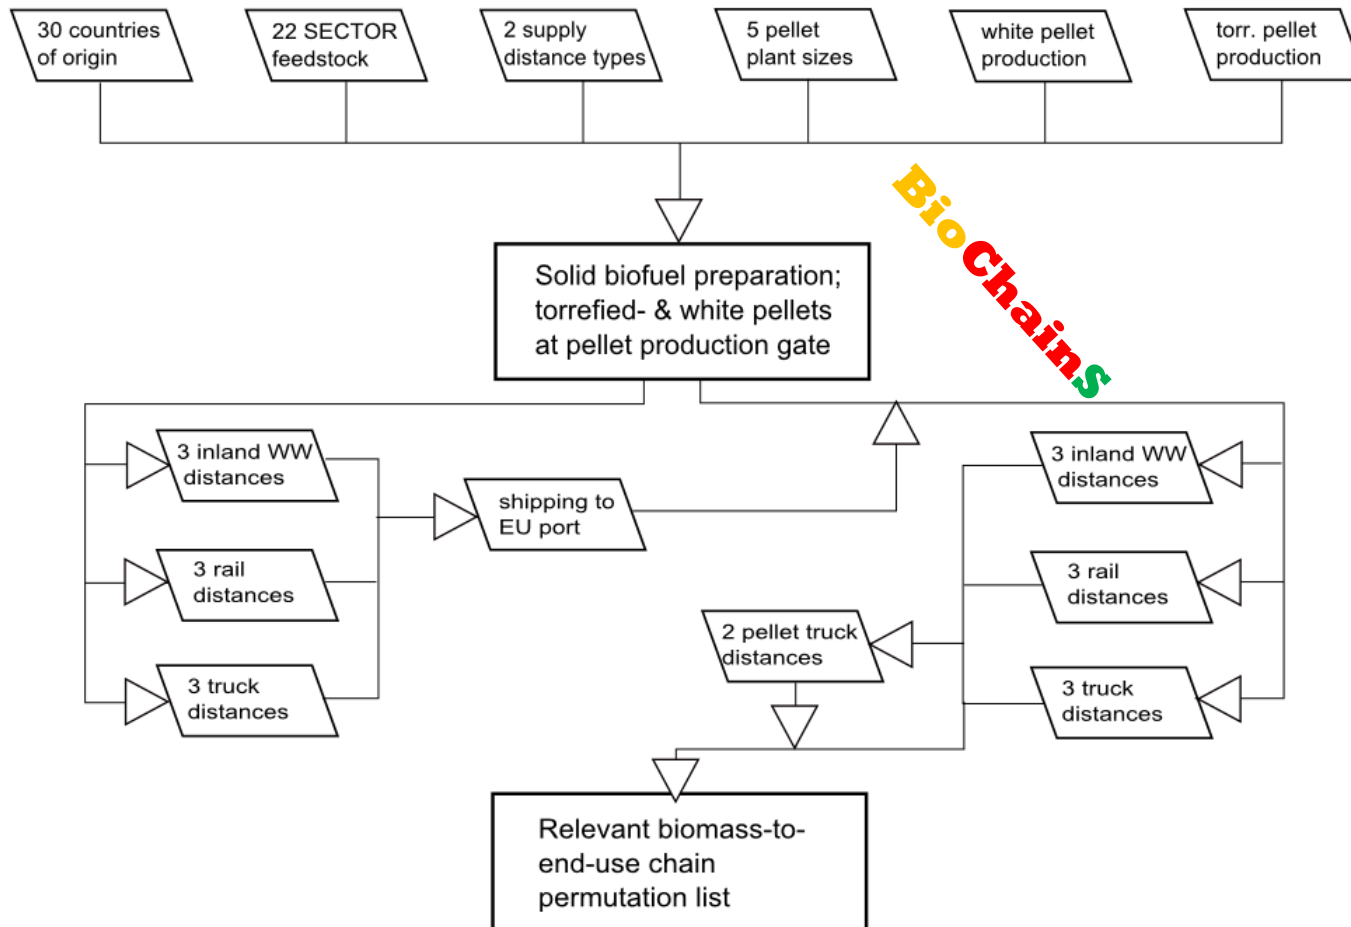 30 countries
of origin
22 SECTOR
feedstock
2 supply
distance types
5 pellet
plant sizes
white pellet
production
torr. pellet
production
BioChainS
Solid biofuel preparation;
torrefied- & white pellets
at pellet production gate
3 inland WW
distances
3 rail
distances
3 truck
distances
shipping to
EU port
3 inland WW
distances
3 rail
distances
3 truck
distances
2 pellet truck
distances
Relevant biomass-to-
end-use chain
permutation list